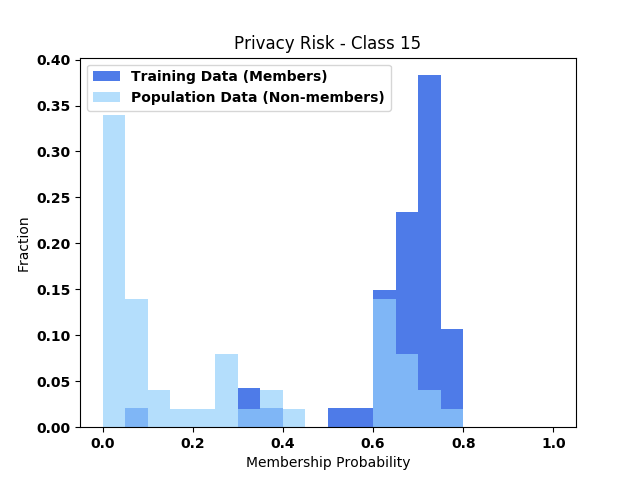 Privacy Risk - Class 15
Training Data (Members)
Population Data (Non-members)
0.40
0.35
0.30
0.25
0.20
0.15
0.10
0.05
0.00
Fraction
0.0 0.2 0.4 0.6 0.8 1.0
Membership Probability